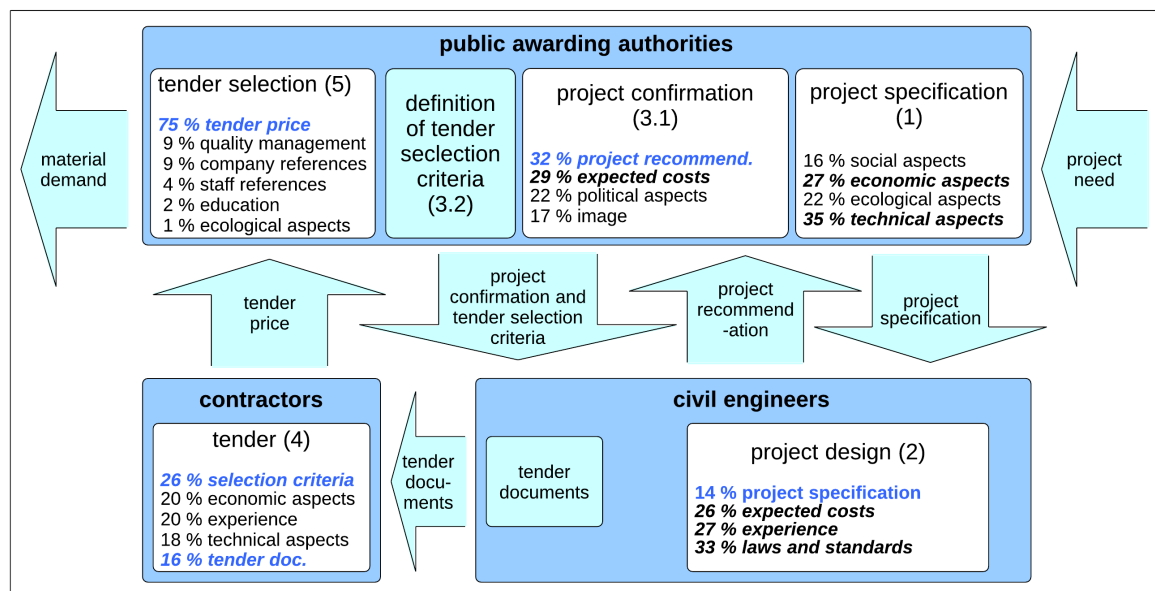 public awarding authorities
tender selection (5)
75 % tender price
9 % quality management
9 % company references
4 % staff references
2 % education
1 % ecological aspects
definition
of tender
seclection
criteria
(3.2)
project confirmation
(3.1)
32 % project recommend.
29 % expected costs
22 % political aspects
17 % image
project specification
(1)
16 % social aspects
27 % economic aspects
22 % ecological aspects
35 % technical aspects
material
demand
project
need
tender
price
project
confirmation and
tender selection
criteria
project
recommend
-ation
project
specification
contractors
tender (4)
26 % selection criteria
20 % economic aspects
20 % experience
18 % technical aspects
16 % tender doc.
tender
docu-
ments
civil engineers
tender
documents
project design (2)
14 % project specification
26 % expected costs
27 % experience
33 % laws and standards